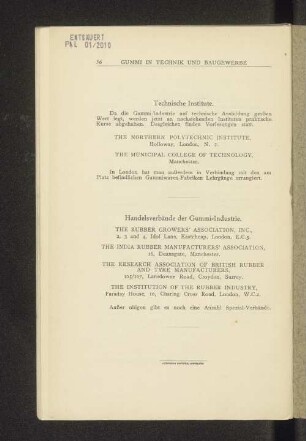 ENTSÄUERT
PAL 01/2010
36 GUMMI IN TECHNIK UND BAUGEWERBE
Technische Institute.
Da die Gummi-Industrie auf technische Ausbildung großen
Wert legt, werden jetzt an nachstehenden Instituten praktische
Kurse abgehalten. Desgleichen finden Vorlesungen statt.
THE NORTHERN POLYTECHNIC INSTITUTE,
Holloway, London, N. 7.
THE MUNICIPAL COLLEGE OF TECHNOLOGY,
Manchester.
In London hat man außerdem in Verbindung mit den am
Platz befindlichen Gummiwaren-Fabriken Lehrgänge arrangiert.
Handelsverbände der Gummi-Industrie.
THE RUBBER GROWERS' ASSOCIATION, INC.,
2, 3 and 4, Idol Lane, Eastcheap, London, E.C.3.
THE INDIA RUBBER MANUFACTURERS' ASSOCIATION,
Deansgate, Manchester.
THE RESEARCH ASSOCIATION OF BRITISH RUBBER
AND TYRE MANUFACTURERS,
105/107, Lansdowne Road, Croydon, Surrey.
THE INSTITUTION OF THE RUBBER INDUSTRY,
Faraday House, 10, Charing Cross Road, London, W.C.2.
Außer obigen gibt es noch eine Anzahl Spezial-Verbände.